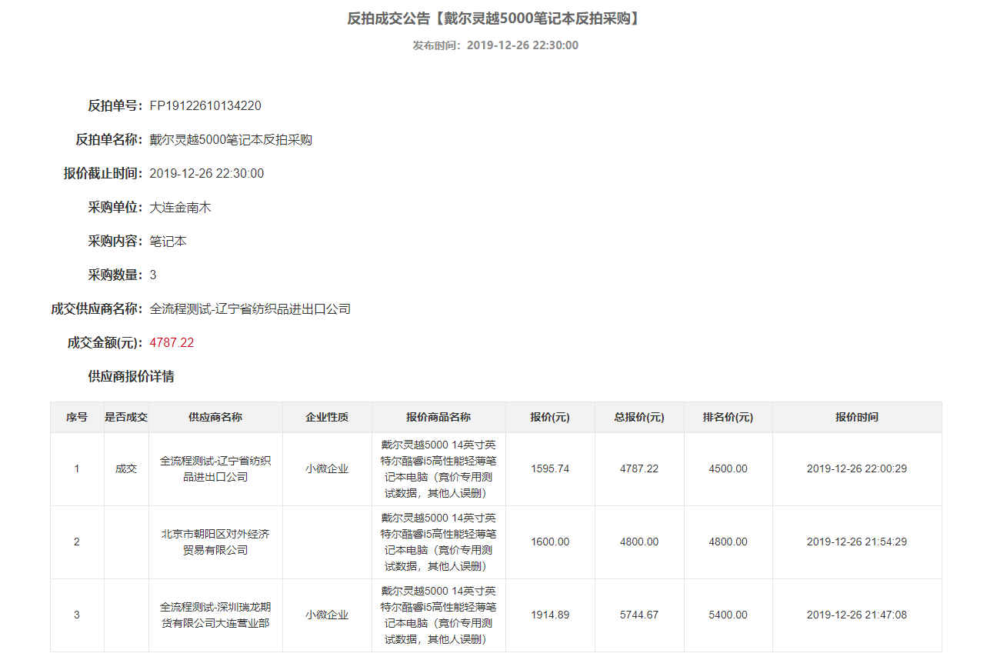 反拍成交公告【戴尔灵越5000笔记本反拍采购】
发布时间：2019-12-26 22:30:00
反拍单号：FP19122610134220
反拍单名称：戴尔灵越5000笔记本反拍采购
报价截止时间：2019-12-26 22:30:00
采购单位：大连金南木
采购内容：笔记本
采购数量：3
成交供应商名称：全流程测试-辽宁省纺织品进出口公司
成交金额(元)：4787.22
供应商报价详情
序号 是否成交 供应商名称 企业性质 报价商品名称 报价(元) 总报价(元) 排名价(元) 报价时间
1 成交 全流程测试-辽宁省纺织
品进出口公司 小微企业 戴尔灵越5000 14英寸英
特尔酷睿i5高性能轻薄笔
记本电脑（竞价专用测
试数据，其他人误删） 1595.74 4787.22 4500.00 2019-12-26 22:00:29
2 北京市朝阳区对外经济
贸易有限公司 戴尔灵越5000 14英寸英
特尔酷睿i5高性能轻薄笔
记本电脑（竞价专用测
试数据，其他人误删） 1600.00 4800.00 4800.00 2019-12-26 21:54:29
3 全流程测试-深圳瑞龙期
货有限公司大连营业部 小微企业 戴尔灵越5000 14英寸英
特尔酷睿i5高性能轻薄笔
记本电脑（竞价专用测
试数据，其他人误删） 1914.89 5744.67 5400.00 2019-12-26 21:47:08